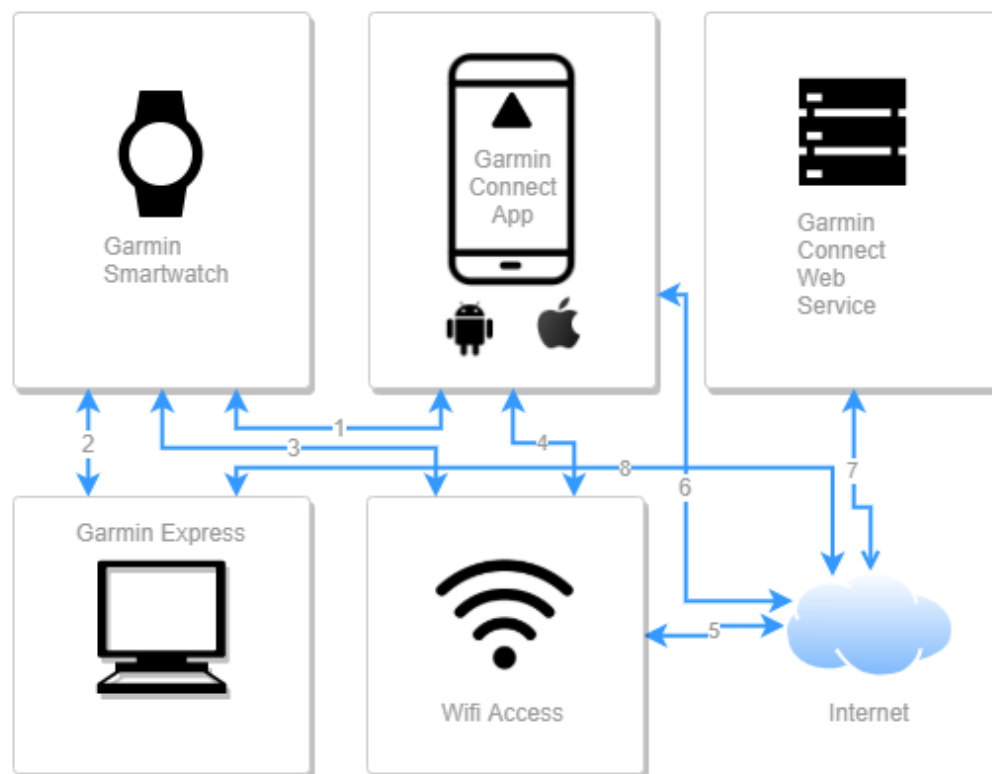 Garmin
Smartwatch
Garmin
Connect
App
Garmin
Connect
Web
Service
1
2
3
4
8
6
7
Garmin Express
5
Wifi Access
Internet